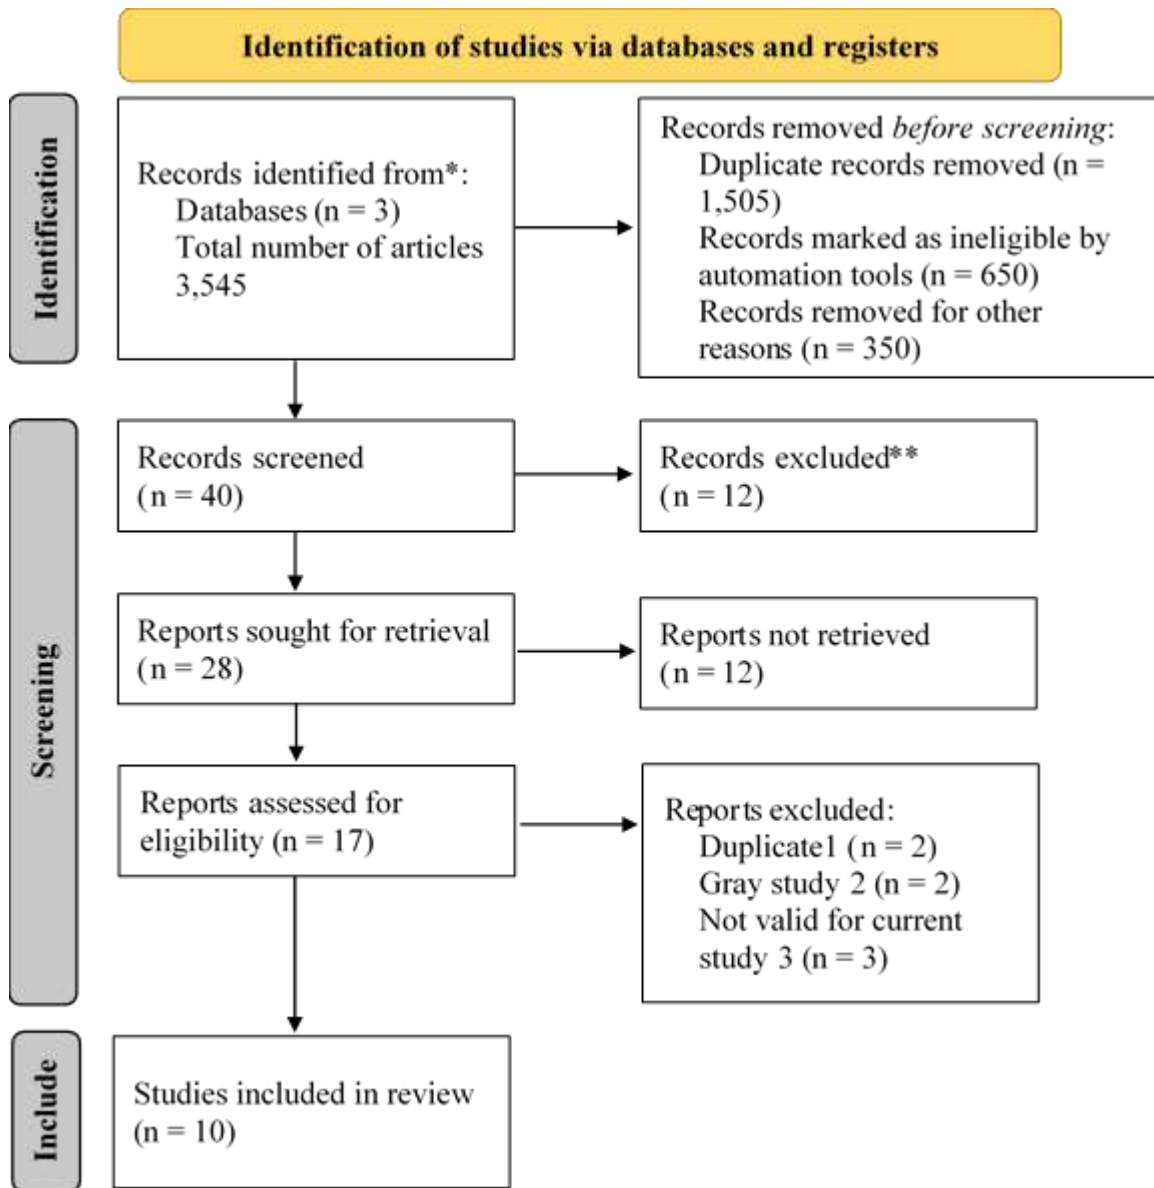 Identification of studies via databases and registers
Identification
Records identified from*:
Databases (n = 3)
Total number of articles
3,545
Records removed before screening:
Duplicate records removed (n =
1,505)
Records marked as ineligible by
automation tools (n = 650)
Records removed for other
reasons (n = 350)
Screening
Records screened
(n = 40)
Records excluded**
(n = 12)
Reports sought for retrieval
(n = 28)
Reports not retrieved
(n = 12)
Reports assessed for
eligibility (n = 17)
Reports excluded:
Duplicate1 (n = 2)
Gray study 2 (n = 2)
Not valid for current
study 3 (n = 3)
Include
Studies included in review
(n = 10)